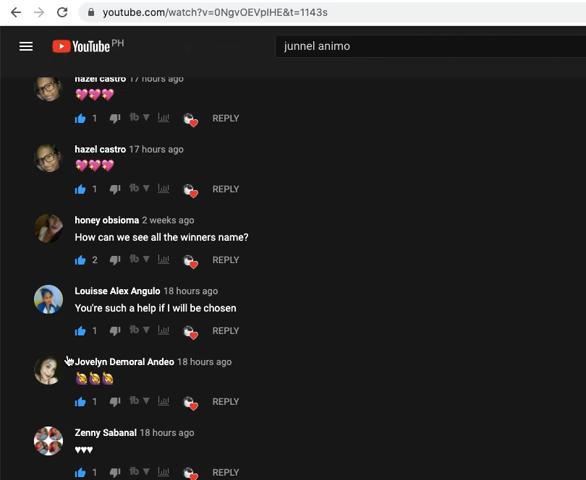 youtube.com/watch?v=0NgvOEVpIHE&t=1143s
YouTube PH
junnel animo
hazel castro 17 hours ago
💖💖💖
1 REPLY
hazel castro 17 hours ago
💖💖💖
1 REPLY
honey obsioma 2 weeks ago
How can we see all the winners name?
2 REPLY
Louisse Alex Angulo 18 hours ago
You're such a help if I will be chosen
1 REPLY
Jovelyn Demoral Andeo 18 hours ago
1 REPLY
Zenny Sabanal 18 hours ago
♥♥♥
1 REPLY